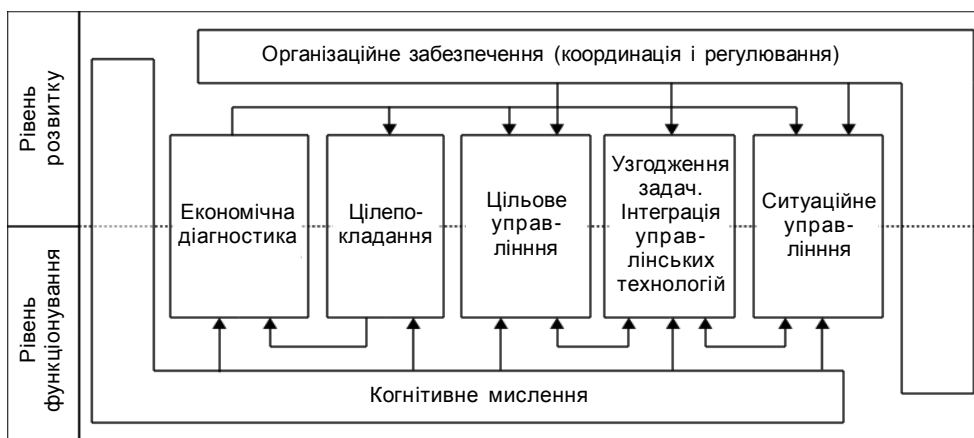 Рівень
розвитку
Організаційне забезпечення (координація і регулювання)
Економічна
діагностика
Цілепо-
кладання
Цільове
управ-
лінння
Узгодження
задач.
Інтеграція
управ-
лінських
технологій
Ситуаційне
управ-
лінння
Рівень
функціонування
Когнітивне мислення